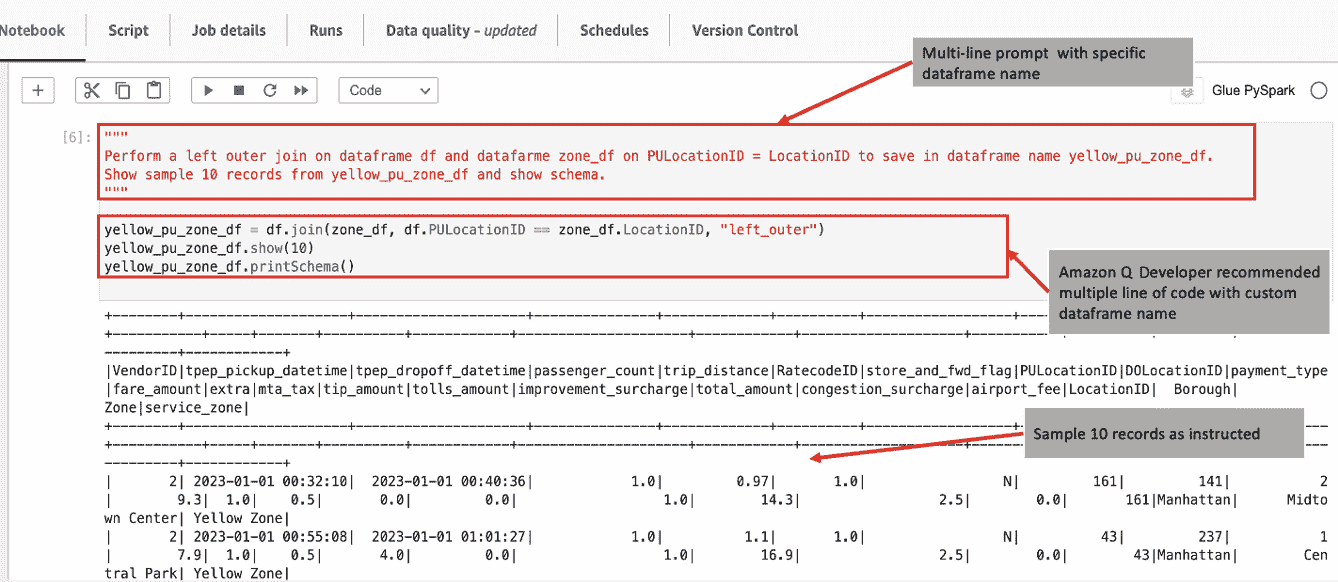 Notebook
Script
Job details
Runs
Data quality - updated
Schedules
Version Control
Multi-line prompt with specific
dataframe name
Code
Glue PySpark
[6]:
"""
Perform a left outer join on dataframe df and datafarme zone_df on PULocationID = LocationID to save in dataframe name yellow_pu_zone_df.
Show sample 10 records from yellow_pu_zone_df and show schema.
"""
yellow_pu_zone_df = df.join(zone_df, df.PULocationID == zone_df.LocationID, "left_outer")
yellow_pu_zone_df.show(10)
yellow_pu_zone_df.printSchema()
Amazon Q Developer recommended
multiple line of code with custom
dataframe name
+--------+--------------------+---------------------+---------------+-------------+----------+------------------+--
+-----------+-----+-------+----------+------------+---------------------+--------------------+---------
---------+------------+
|VendorID|tpep_pickup_datetime|tpep_dropoff_datetime|passenger_count|trip_distance|RatecodeID|store_and_fwd_flag|PULocationID|DOLocationID|payment_type
|fare_amount|extra|mta_tax|tip_amount|tolls_amount|improvement_surcharge|total_amount|congestion_surcharge|airport_fee|LocationID| Borough|
Zone|service_zone|
+--------+--------------------+---------------------+---------------+-------------+----------+------------------+--
+-----------+-----+-------+----------+------------+---------------------+------------+--------------------+--
---------+------------+
Sample 10 records as instructed
| 2| 2023-01-01 00:32:10| 2023-01-01 00:40:36| 1.0| 0.97| 1.0| N| 161| 141| 2
| 9.3| 1.0| 0.5| 0.0| 0.0| 1.0| 14.3| 2.5| 0.0| 161|Manhattan| Midto
wn Center| Yellow Zone|
| 2| 2023-01-01 00:55:08| 2023-01-01 01:01:27| 1.0| 1.1| 1.0| N| 43| 237| 1
| 7.9| 1.0| 0.5| 4.0| 0.0| 1.0| 16.9| 2.5| 0.0| 43|Manhattan| Cen
tral Park| Yellow Zone|